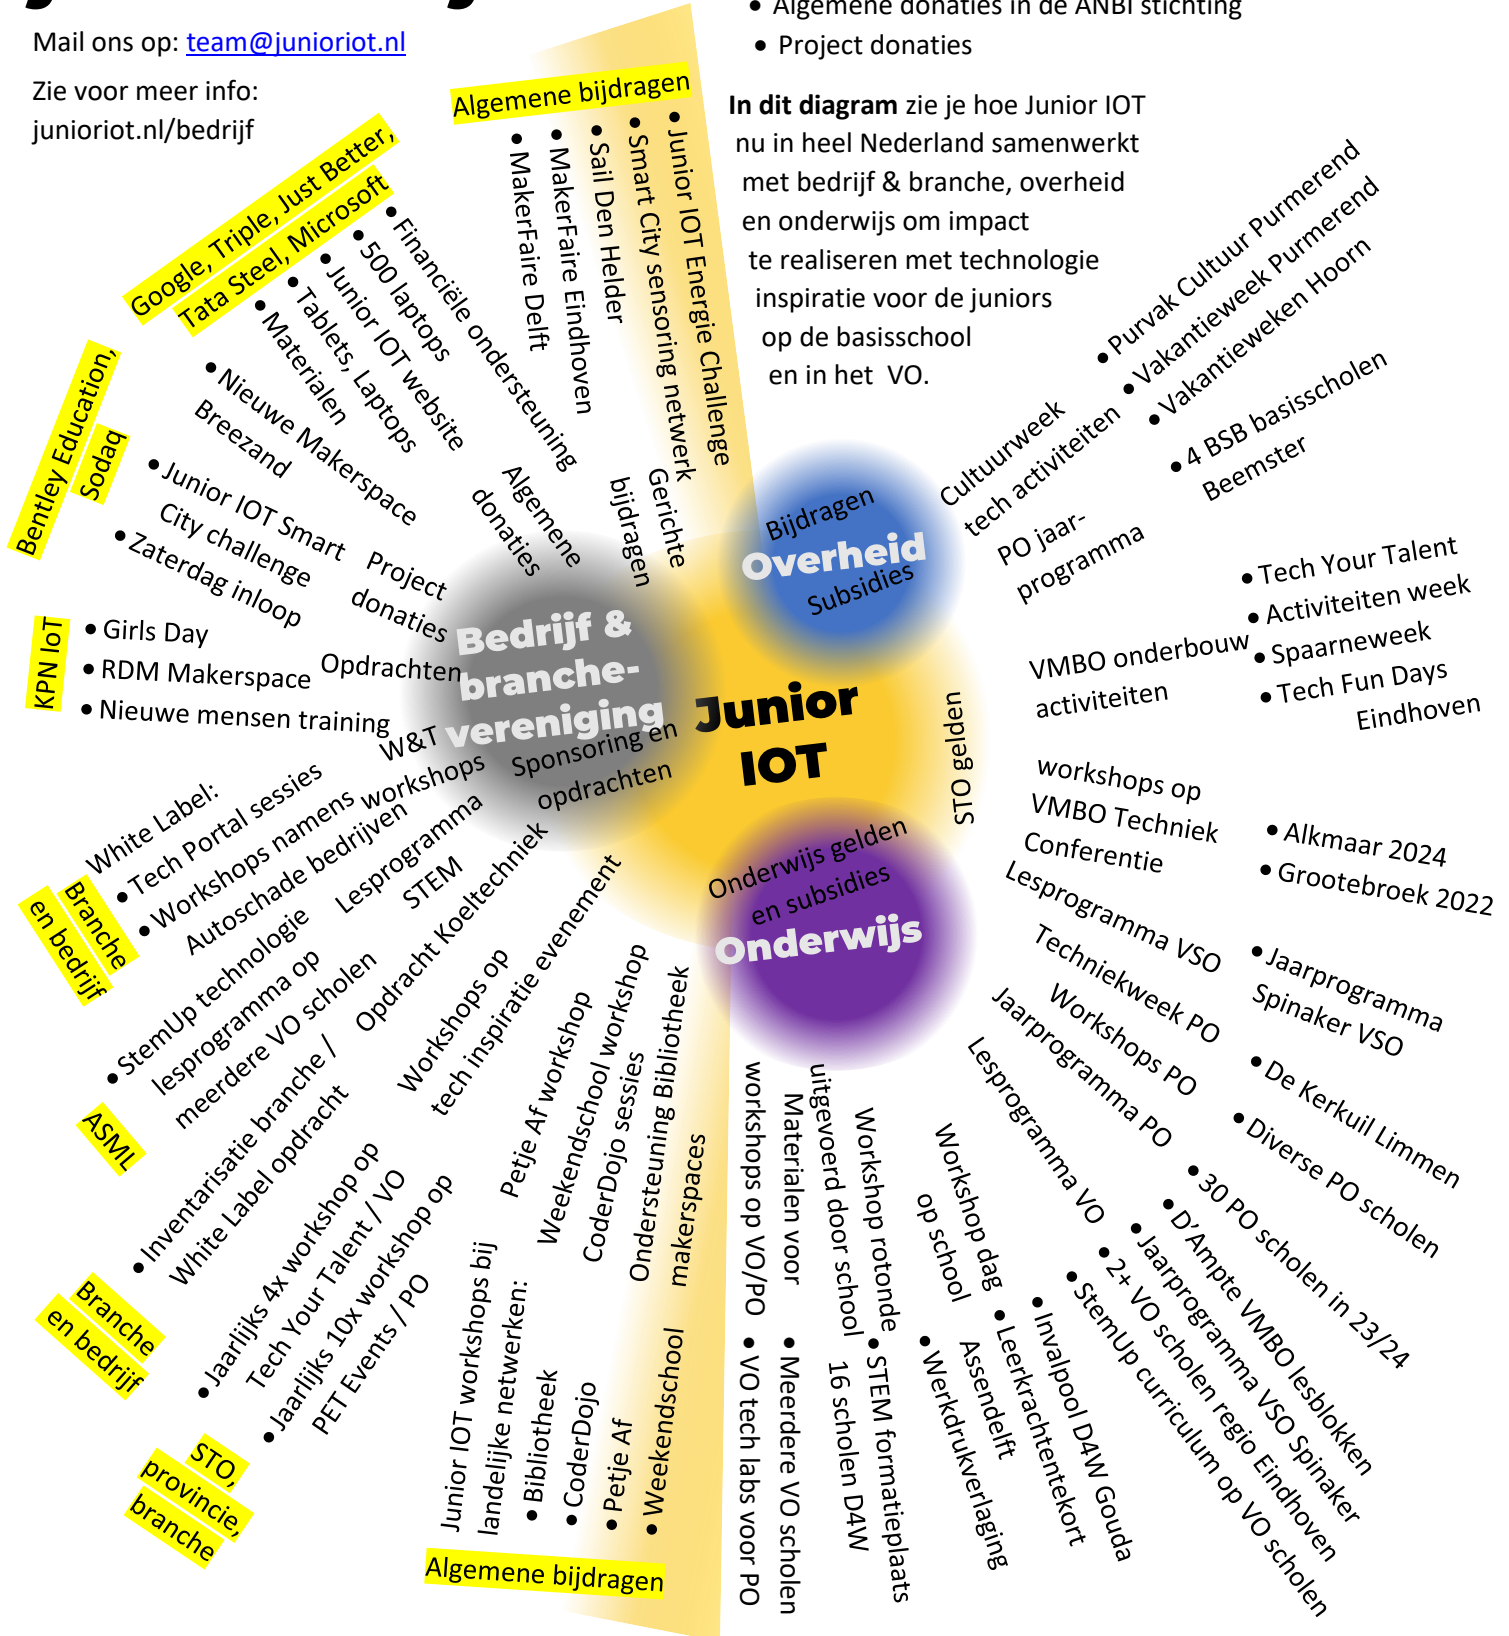 Algemene donaties in de ANBI stichting
• Project donaties
Mail ons op: team@junioriot.nl
Zie voor meer info:
junioriot.nl/bedrijf
In dit diagram zie je hoe Junior IOT
nu in heel Nederland samenwerkt
met bedrijf & branche, overheid
en onderwijs om impact
te realiseren met technologie
inspiratie voor de juniors
op de basisschool
en in het VO.
Algemene bijdragen
• MakerFaire Delft
• MakerFaire Eindhoven
• Sail Den Helder
• Smart City sensoring netwerk
• Junior IOT Energie Challenge
Gerichte
bijdragen
Google, Triple, Just Better,
Tata Steel, Microsoft
• Financiële ondersteuning
• 500 laptops
• Junior IOT website
• Tablets, Laptops
• Materialen
Algemene
donaties
Bentley Education,
Sodaq
• Nieuwe Makerspace
Breezand
• Junior IOT Smart
City challenge
• Zaterdag inloop
Project
donaties
KPN IoT
• Girls Day
• RDM Makerspace
• Nieuwe mensen training
Opdrachten
Bedrijf &
branche-
vereniging
Sponsoring en
opdrachten
Junior
IOT
Bijdragen
Overheid
Subsidies
STO gelden
Onderwijs gelden
en subsidies
Onderwijs
W&T
workshops
White Label:
• Tech Portal sessies
• Workshops namens
Autoschade bedrijven
Branche
en bedrijf
Lesprogramma
STEM
• StemUp technologie
lesprogramma op
meerdere VO scholen
ASML
Opdracht Koeltechniek
• Inventarisatie branche /
White Label opdracht
Branche
en bedrijf
Workshops op
tech inspiratie evenement
• Jaarlijks 4x workshop op
Tech Your Talent / VO
• Jaarlijks 10x workshop op
PET Events / PO
STO,
provincie,
branche
Petje Af workshop
Weekendschool workshop
CoderDojo sessies
Ondersteuning Bibliotheek
makerspaces
Junior IOT workshops bij
landelijke netwerken:
• Bibliotheek
• CoderDojo
• Petje Af
• Weekendschool
Algemene bijdragen
Cultuurweek
tech activiteiten
• Purvak Cultuur Purmerend
• Vakantieweek Purmerend
• Vakantieweken Hoorn
PO jaar-
programma
• 4 BSB basisscholen
Beemster
VMBO onderbouw
activiteiten
• Tech Your Talent
• Activiteiten week
• Spaarneweek
• Tech Fun Days
Eindhoven
workshops op
VMBO Techniek
Conferentie
• Alkmaar 2024
• Grootebroek 2022
Lesprogramma VSO
• Jaarprogramma
Spinaker VSO
Techniekweek PO
• De Kerkuil Limmen
Workshops PO
• Diverse PO scholen
Jaarprogramma PO
• 30 PO scholen in 23/24
Lesprogramma VO
• D'Ampte VMBO lesblokken
• Jaarprogramma VSO Spinaker
• 2+ VO scholen regio Eindhoven
• StemUp curriculum op VO scholen
Workshop dag
op school
• Invalpool D4W Gouda
• Leerkrachtentekort
Assendelft
• Werkdrukverlaging
Workshop rotonde
• STEM formatieplaats
16 scholen D4W
Materialen voor
uitgevoerd door school
• Meerdere VO scholen
workshops op VO/PO
• VO tech labs voor PO